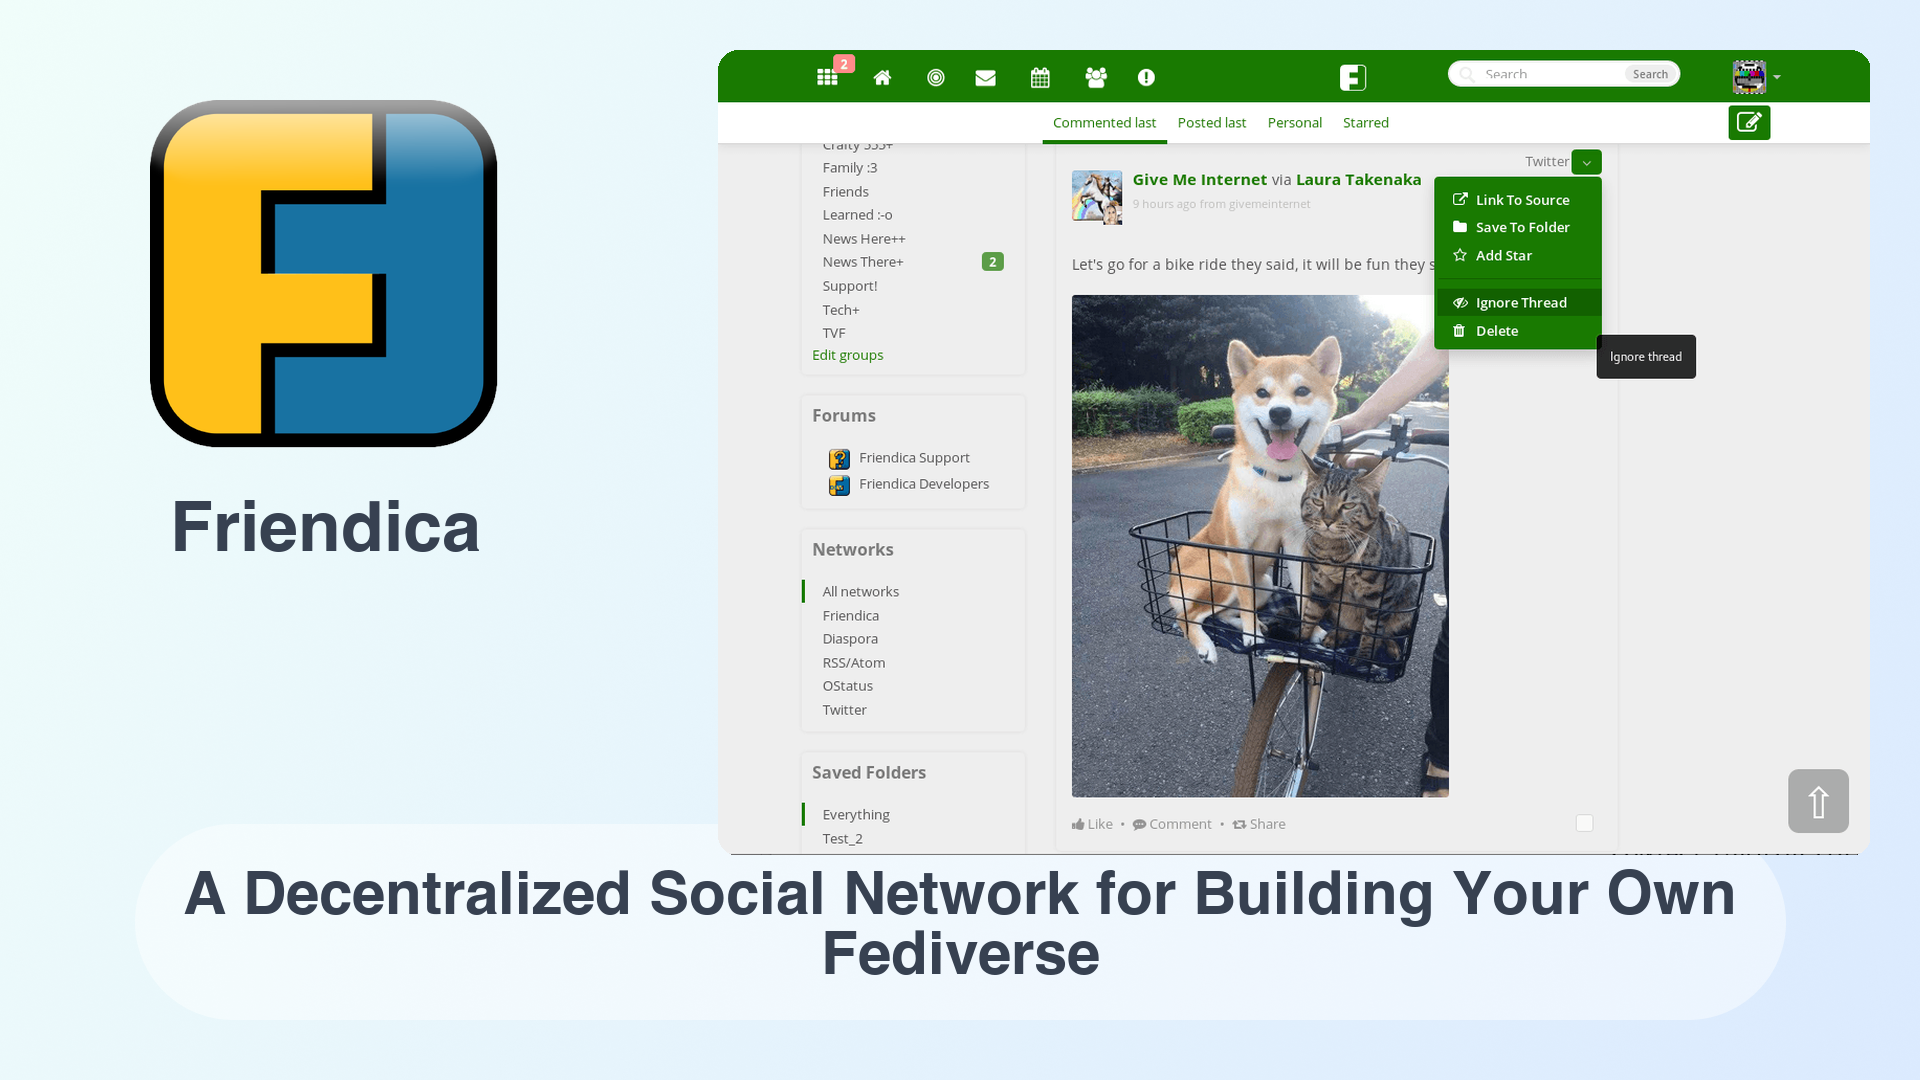 2
Search
Search
Commented last
Posted last
Personal
Starred
Family :3
Friends
Learned :-o
News Here++
News There+
2
Support!
Tech+
TVF
Edit groups
Forums
Friendica Support
Friendica Developers
Networks
All networks
Friendica
Diaspora
RSS/Atom
OStatus
Twitter
Saved Folders
Everything
Test_2
Twitter
Give Me Internet via Laura Takenaka
9 hours ago from givemeinternet
Let's go for a bike ride they said, it will be fun they
Link To Source
Save To Folder
Add Star
Ignore Thread
Delete
Ignore thread
Like • Comment • Share
Friendica
A Decentralized Social Network for Building Your Own
Fediverse